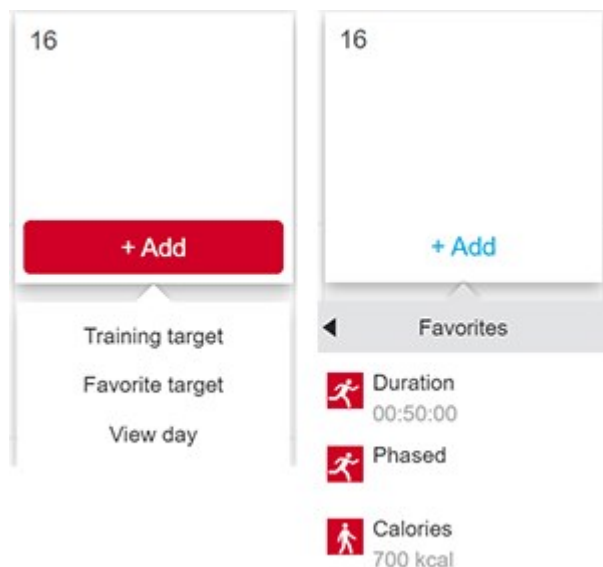 16
+ Add
Training target
Favorite target
View day
16
+ Add
Favorites
Duration
00:50:00
Phased
Calories
700 kcal